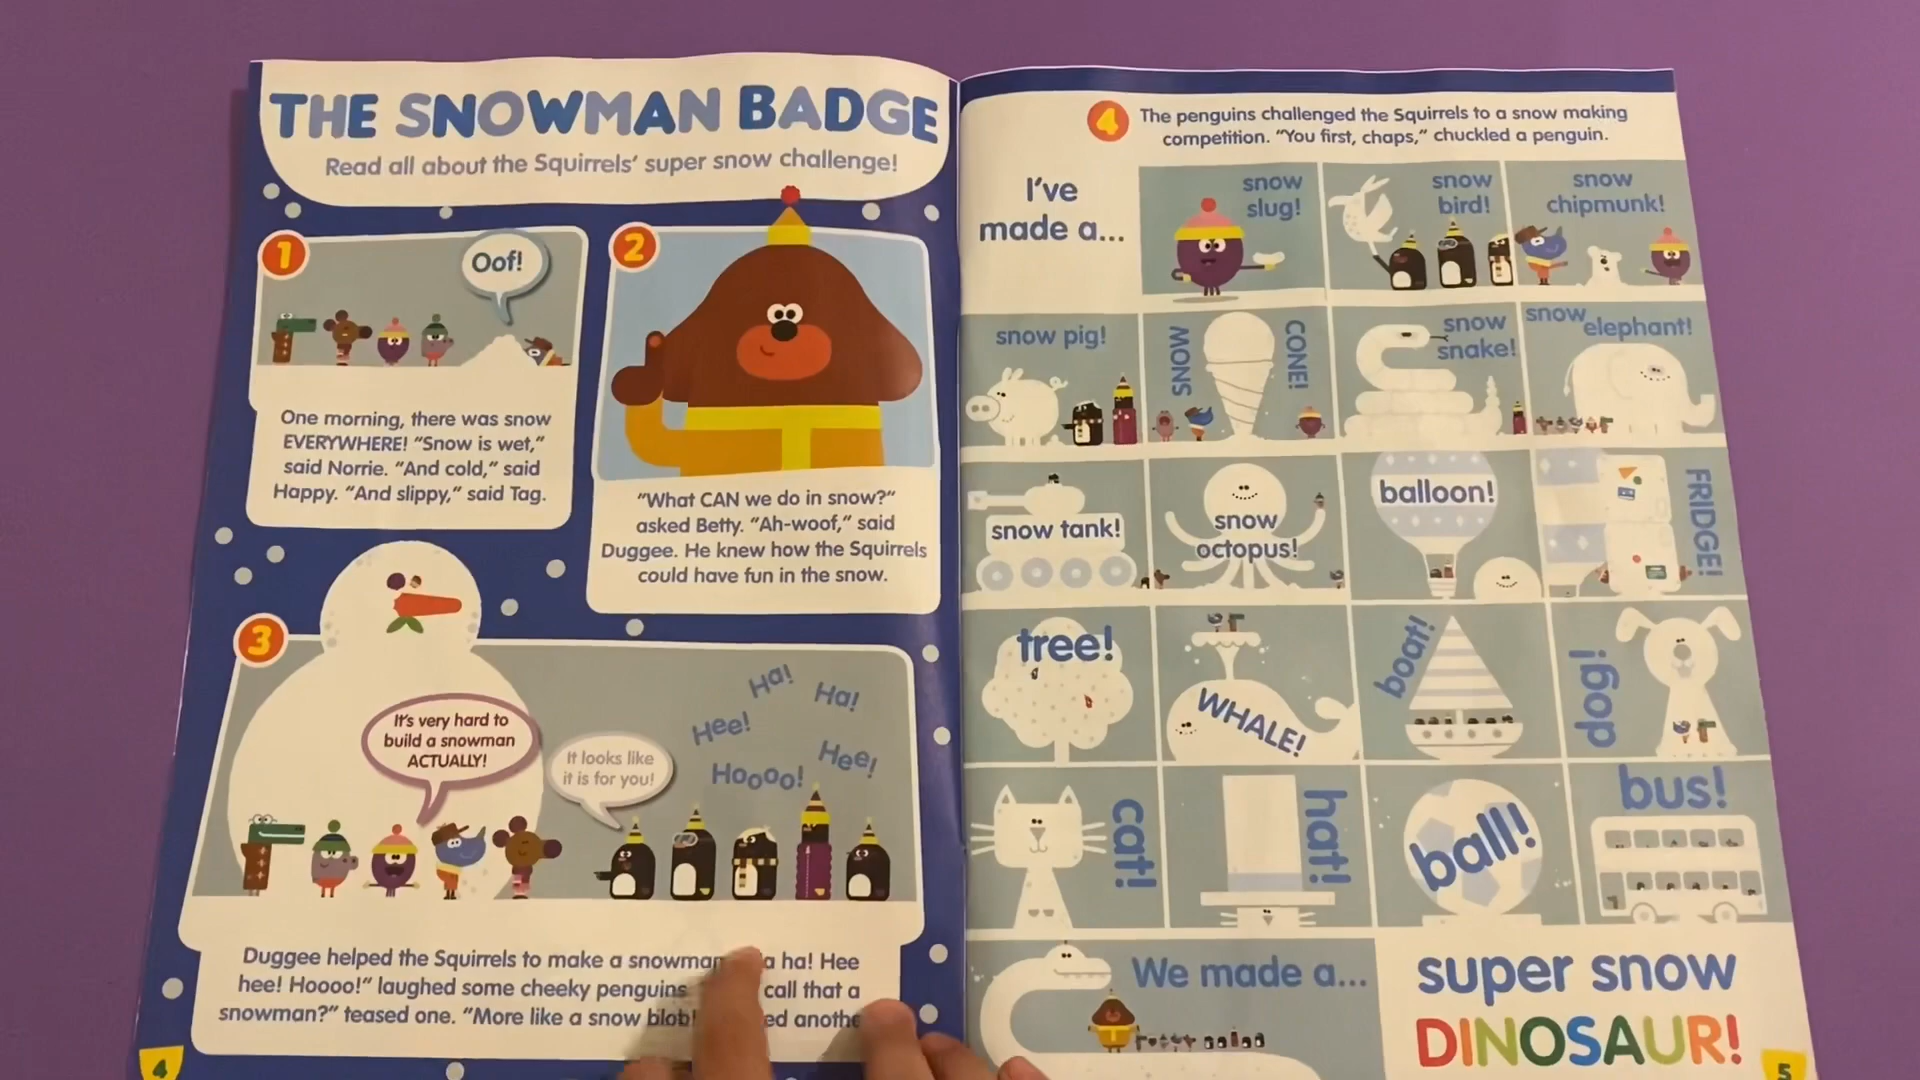 THE SNOWMAN BADGE
Read all about the Squirrels' super snow challenge!
1
Oof!
One morning, there was snow
EVERYWHERE! "Snow is wet,"
said Norrie. "And cold," said
Happy. "And slippy," said Tag.
2
"What CAN we do in snow?"
asked Betty. "Ah-woof," said
Duggee. He knew how the Squirrels
could have fun in the snow.
3
It's very hard to
build a snowman
ACTUALLY!
It looks like
it is for you!
Ha!
Ha!
Hee!
Hee!
Hoooo!
Duggee helped the Squirrels to make a snowman a ha! Hee
hee! Hoooo!" laughed some cheeky penguins call that a
snowman?" teased one. "More like a snow blob!
4
4
The penguins challenged the Squirrels to a snow making
competition. "You first, chaps," chuckled a penguin.
I've
made a...
snow
slug!
snow
bird!
snow
chipmunk!
snow pig!
SNOW
CONE!
snow
snake!
snow
elephant!
snow tank!
snow
octopus!
balloon!
FRIDGE!
tree!
WHALE!
boat!
dog!
cat!
hat!
ball!
bus!
We made a...
super snow
DINOSAUR!
5